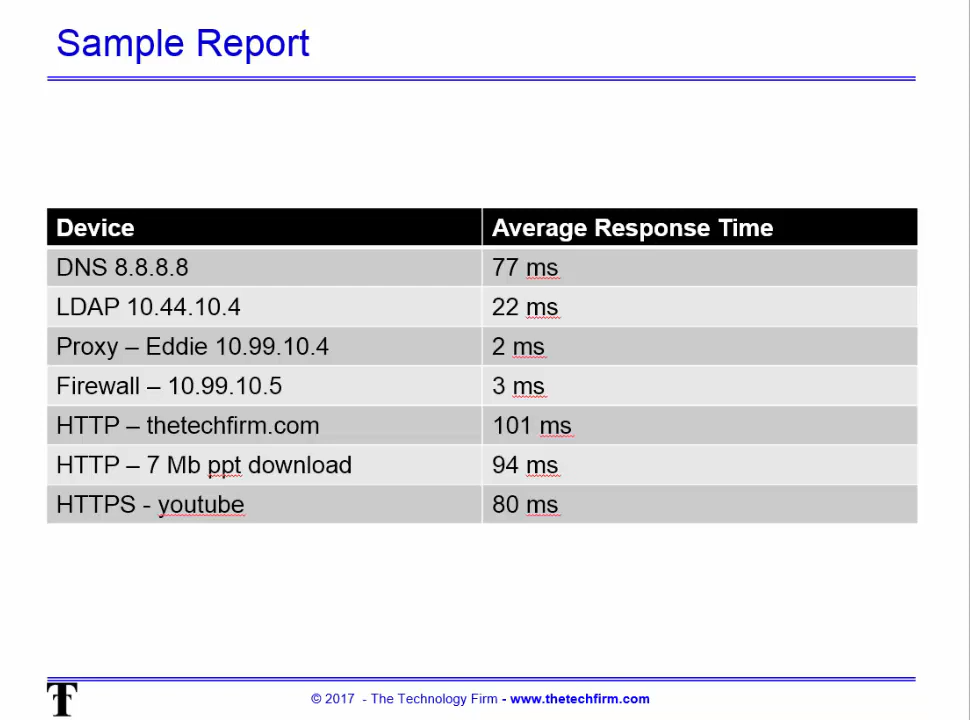 Sample Report
Device Average Response Time
DNS 8.8.8.8 77 ms
LDAP 10.44.10.4 22 ms
Proxy – Eddie 10.99.10.4 2 ms
Firewall – 10.99.10.5 3 ms
HTTP – thetechfirm.com 101 ms
HTTP – 7 Mb ppt download 94 ms
HTTPS - youtube 80 ms
T
© 2017 - The Technology Firm - www.thetechfirm.com